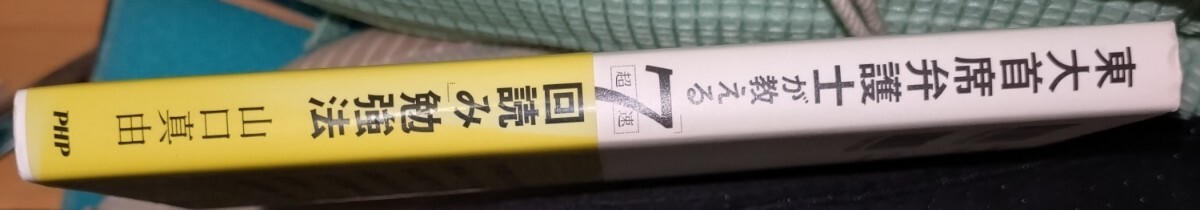 東大首席弁護士が教える
超速
「7回読み」勉強法
山口真由
PHP